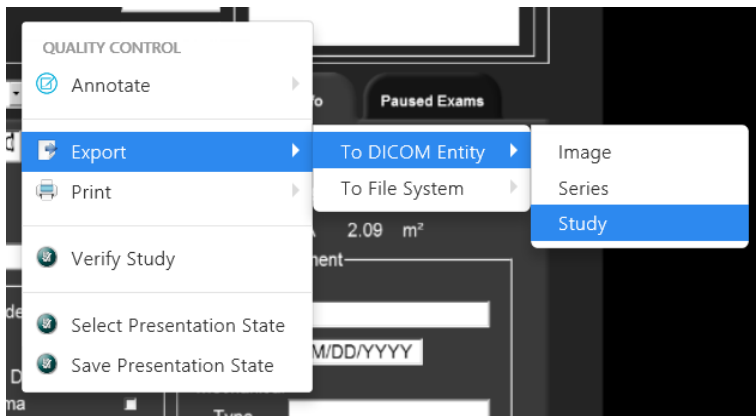 QUALITY CONTROL
Annotate
Paused Exams
Export
To DICOM Entity
Image
Print
To File System
Series
Study
2.09 m²
Verify Study
Select Presentation State
M/DD/YYYY
Save Presentation State